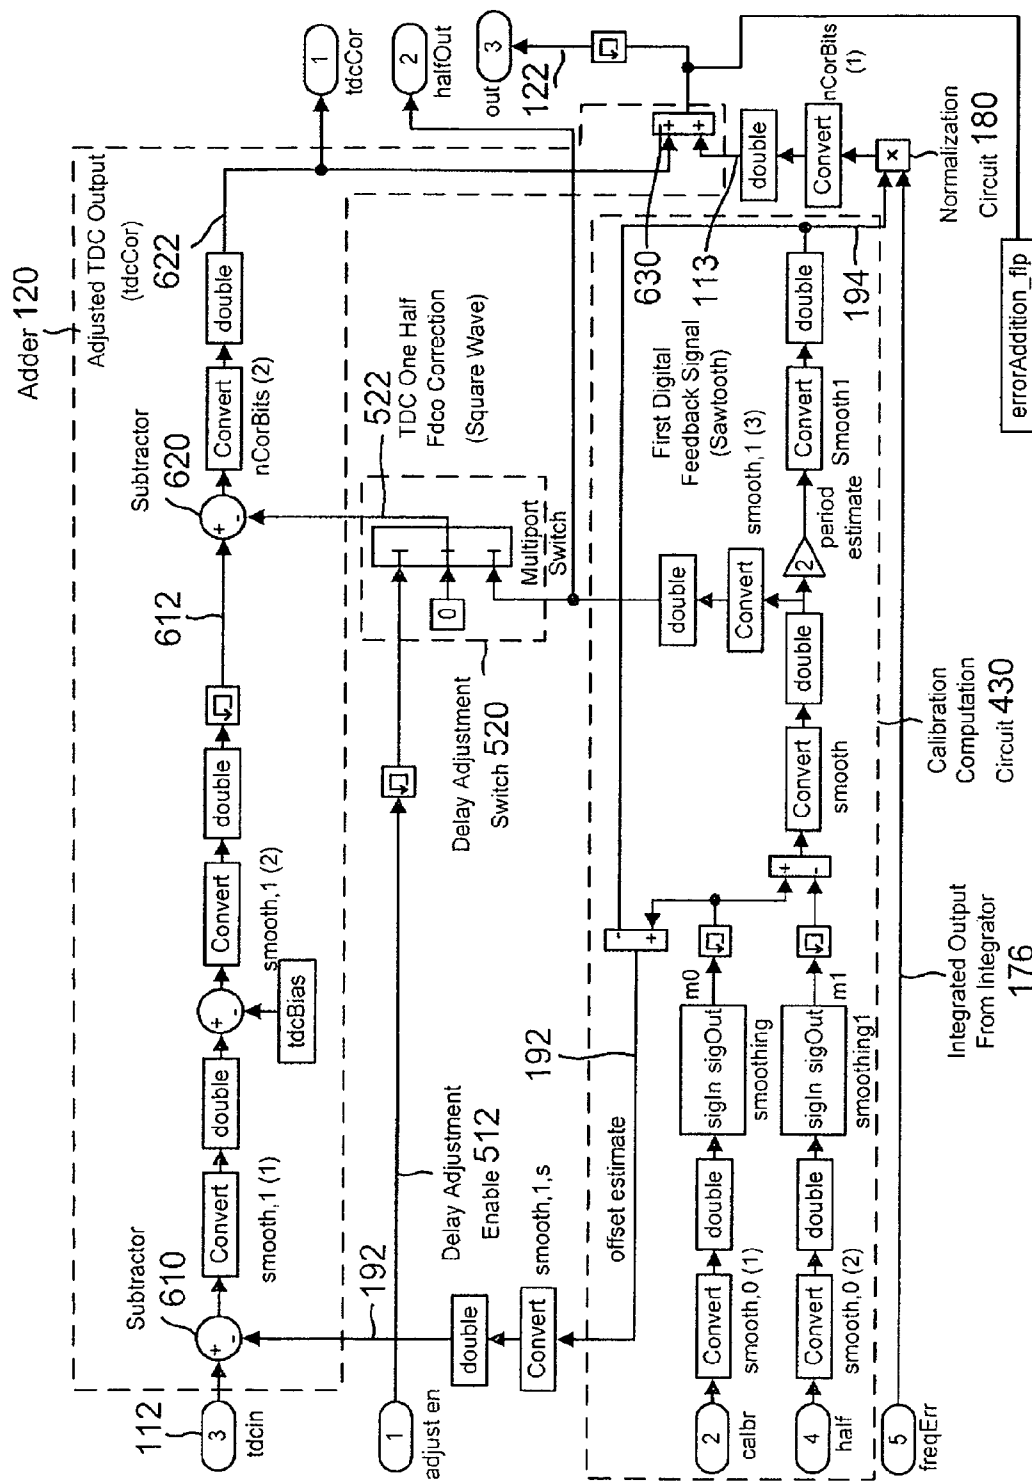 Adder 120
Adjusted TDC Output
(tdcCor)
622
1
tdcCor
2
halfOut
out
3
122
Subtractor
610
112
3
tdcin
+
-
Convert
smooth,1 (1)
double
+
-
tdcBias
Convert
smooth,1 (2)
double
612
Subtractor
620
+
-
Convert
nCorBits (2)
double
522
TDC One Half
Fdco Correction
(Square Wave)
0
Multiport
Switch
Delay Adjustment
Switch 520
1
adjust en
Delay Adjustment
Enable 512
192
double
Convert
smooth,1,s
192
offset estimate
-
+
630
+
+
113
double
Convert
nCorBits
(1)
×
Normalization
Circuit 180
First Digital
Feedback Signal
(Sawtooth)
double
Convert
smooth,1 (3)
2
calbr
Convert
smooth,0 (1)
double
sigIn sigOut
smoothing
m0
4
half
Convert
smooth,0 (2)
double
sigIn sigOut
smoothing1
m1
+
-
Convert
smooth
double
2
period
estimate
Convert
Smooth1
double
194
5
freqErr
Integrated Output
From Integrator
176
Calibration
Computation
Circuit 430
errorAddition_flp